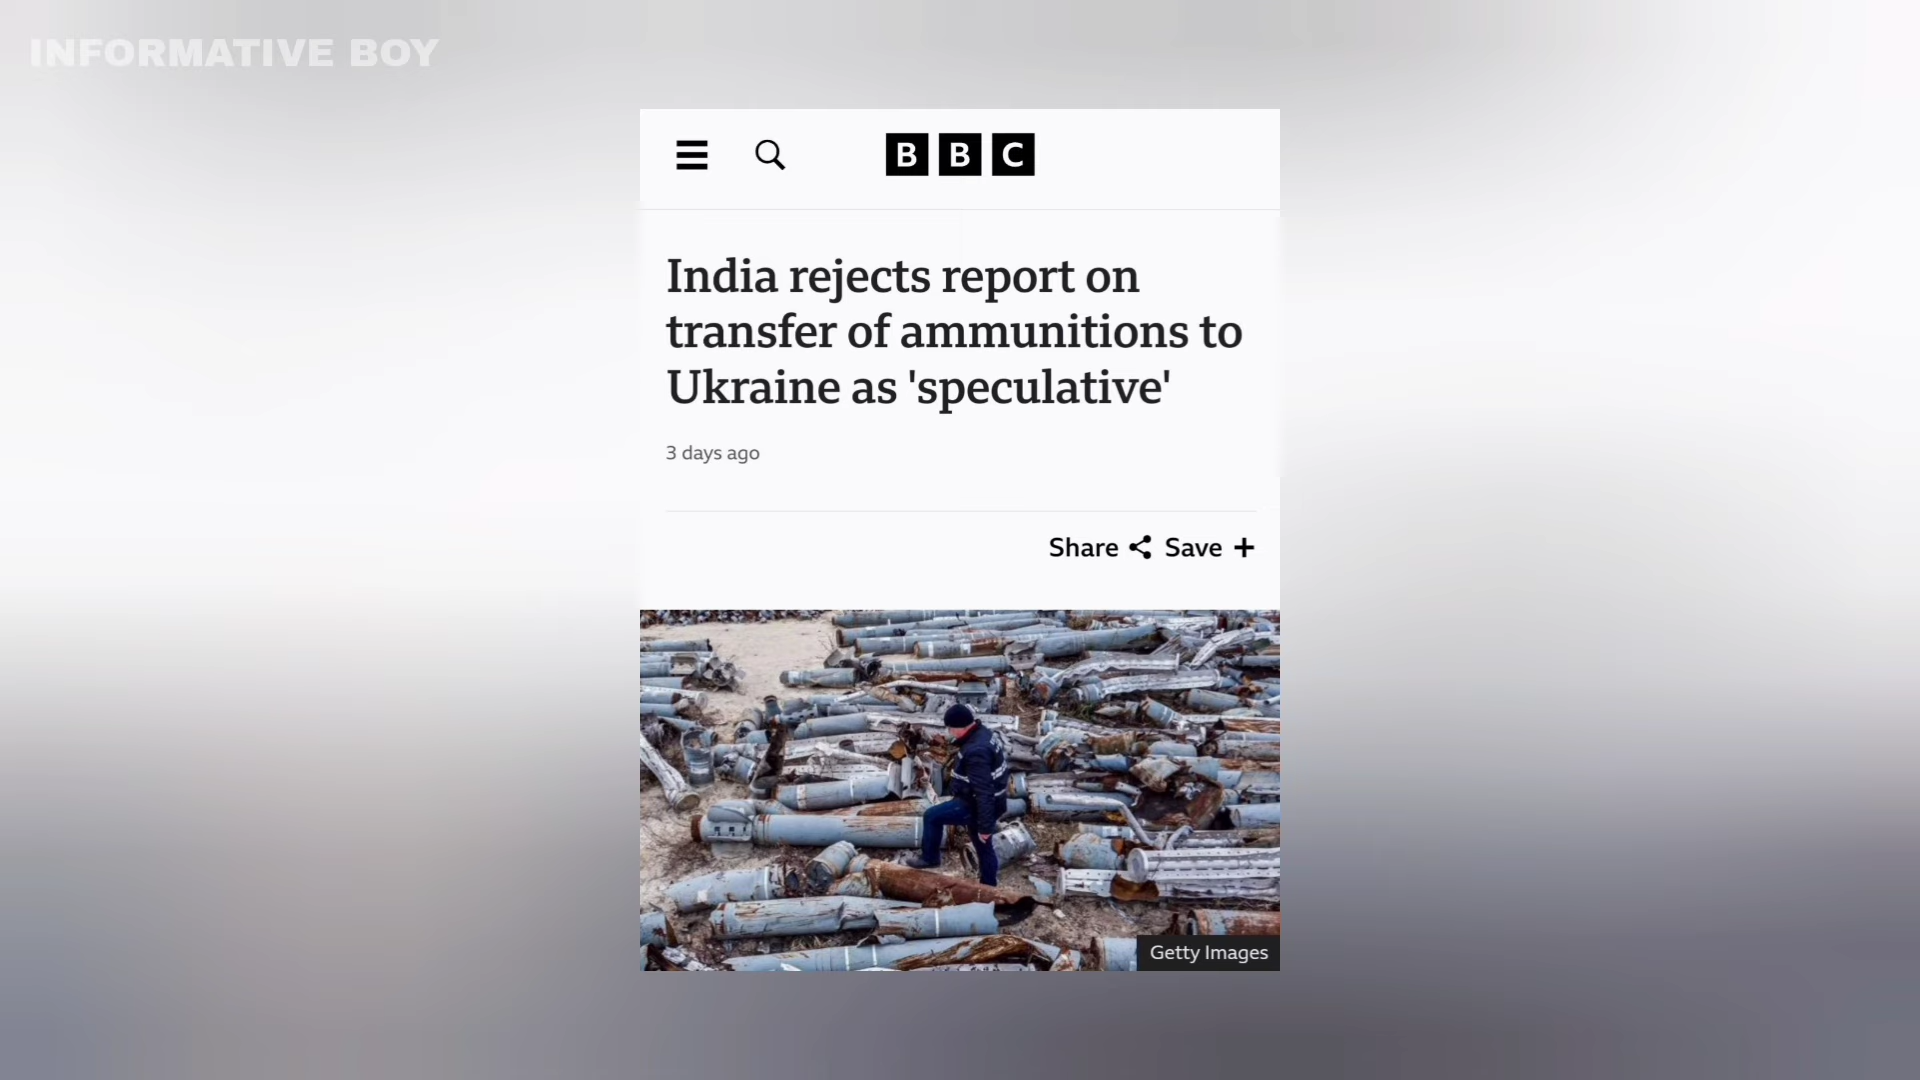 INFORMATIVE BOY
BBC
India rejects report on
transfer of ammunitions to
Ukraine as 'speculative'
3 days ago
Share Save
Getty Images